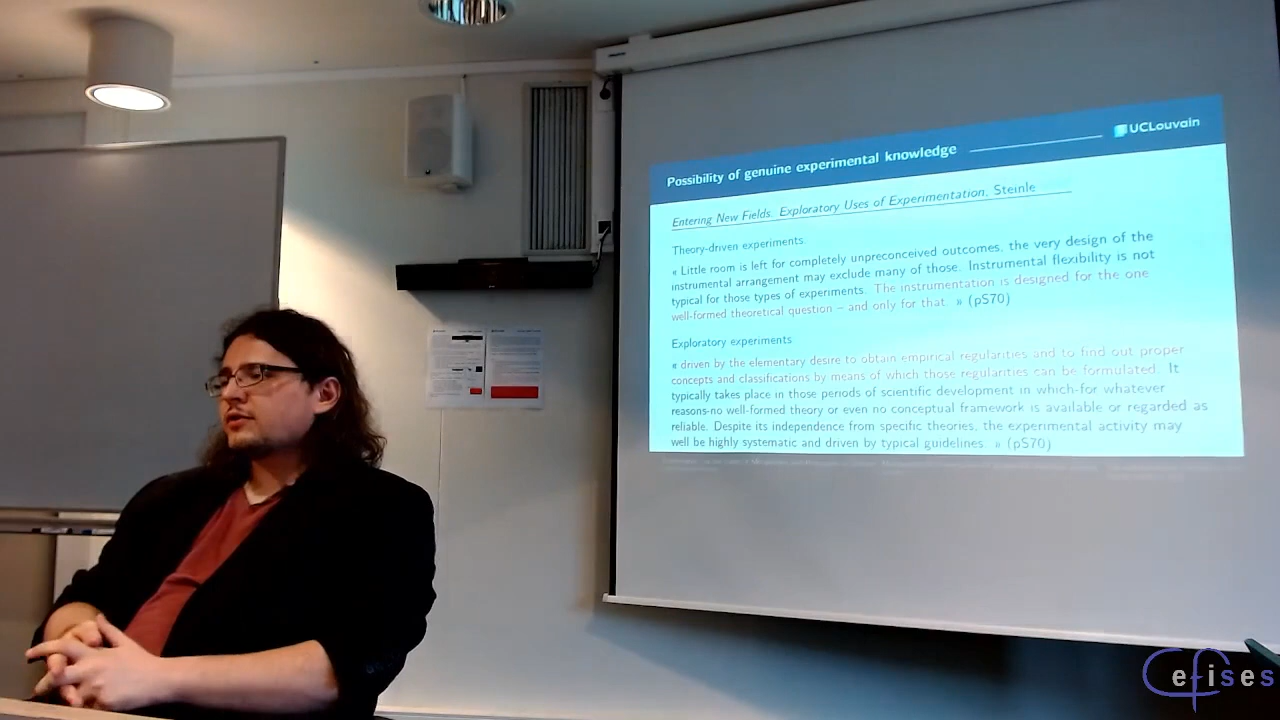 Possibility of genuine experimental knowledge
UCLouvain
Entering New Fields. Exploratory Uses of Experimentation, Steinle
Theory-driven experiments.
« Little room is left for completely unpreconceived outcomes, the very design of the
instrumental arrangement may exclude many of those. Instrumental flexibility is not
typical for those types of experiments. The instrumentation is designed for the one
well-formed theoretical question – and only for that. » (pS70)
Exploratory experiments
« driven by the elementary desire to obtain empirical regularities and to find out proper
concepts and classifications by means of which those regularities can be formulated. It
typically takes place in those periods of scientific development in which-for whatever
reasons-no well-formed theory or even no conceptual framework is available or regarded as
reliable. Despite its independence from specific theories, the experimental activity may
well be highly systematic and driven by typical guidelines. » (pS70)
Cefises